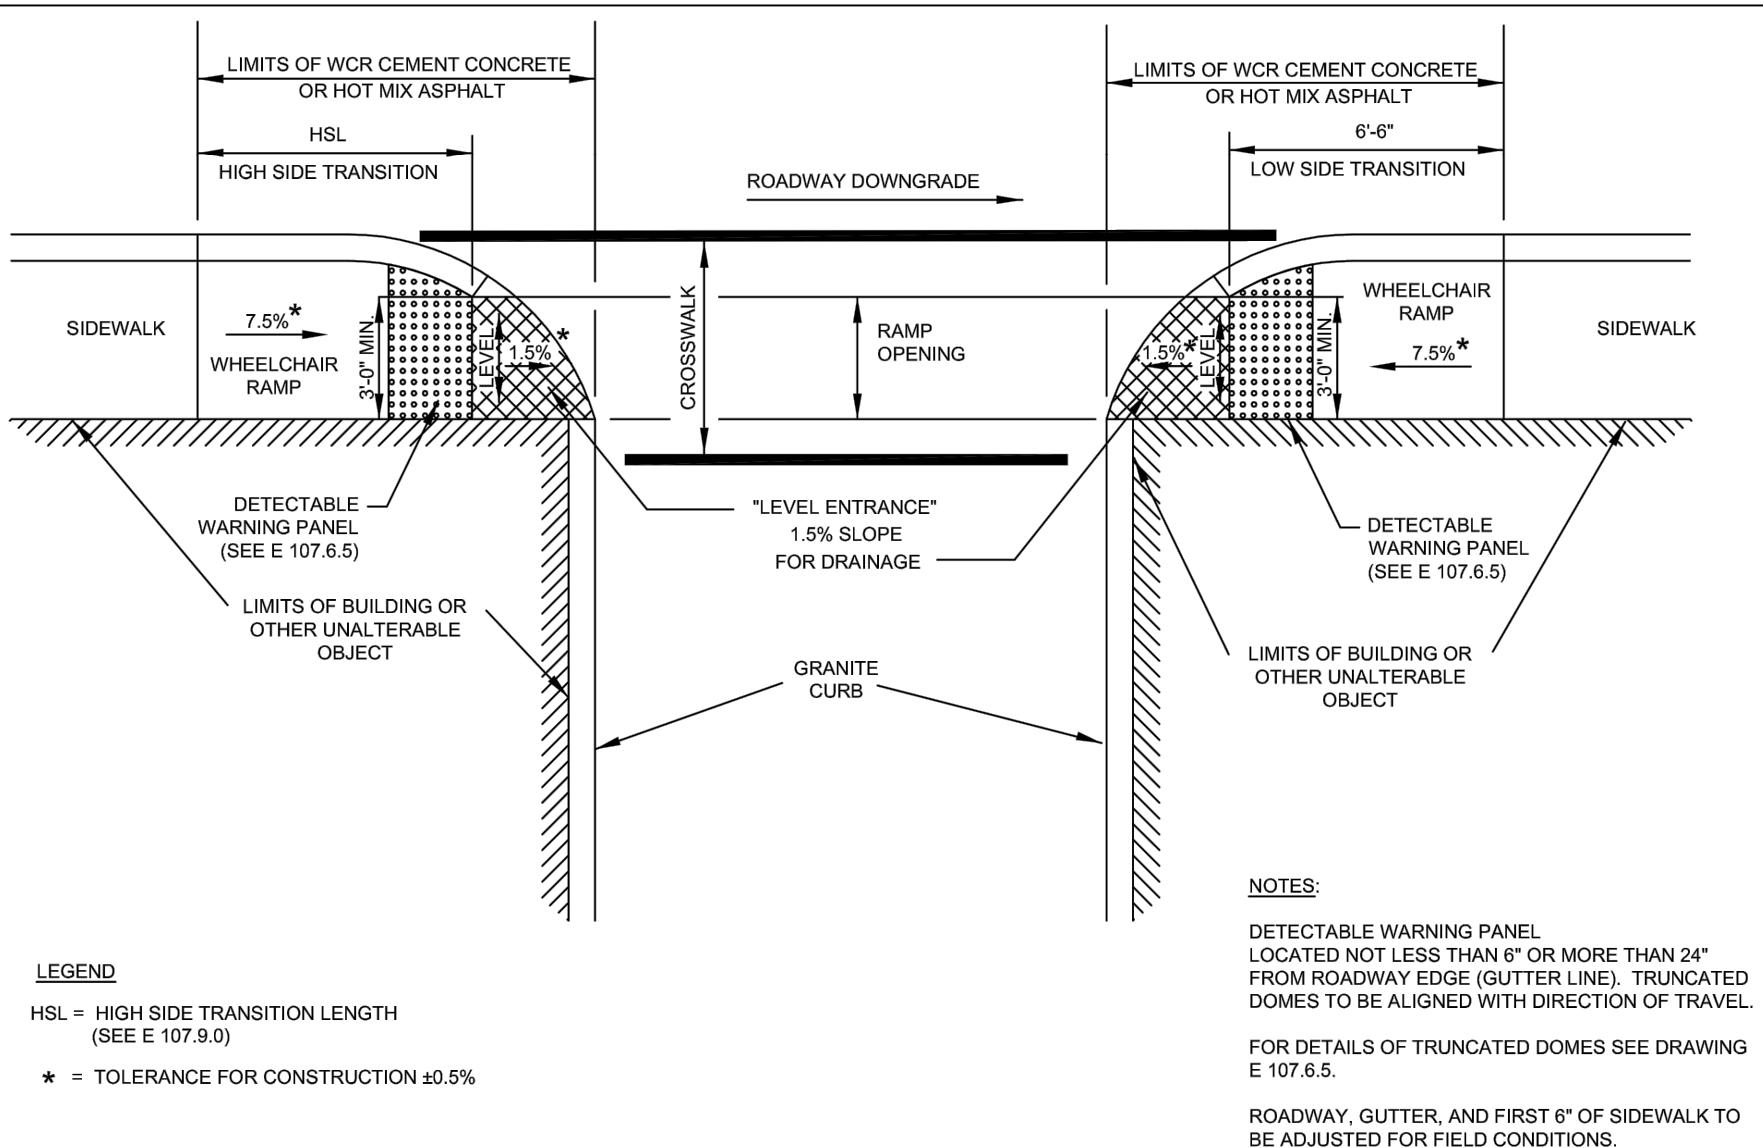 LIMITS OF WCR CEMENT CONCRETE
OR HOT MIX ASPHALT
HSL
HIGH SIDE TRANSITION
ROADWAY DOWNGRADE
LIMITS OF WCR CEMENT CONCRETE
OR HOT MIX ASPHALT
6'-6"
LOW SIDE TRANSITION
SIDEWALK
7.5%*
WHEELCHAIR
RAMP
3'-0" MIN.
LEVEL
1.5%
*
CROSSWALK
RAMP
OPENING
1.5%*
LEVEL
3'-0" MIN.
WHEELCHAIR
RAMP
7.5%*
SIDEWALK
DETECTABLE
WARNING PANEL
(SEE E 107.6.5)
"LEVEL ENTRANCE"
1.5% SLOPE
FOR DRAINAGE
DETECTABLE
WARNING PANEL
(SEE E 107.6.5)
LIMITS OF BUILDING OR
OTHER UNALTERABLE
OBJECT
GRANITE
CURB
LIMITS OF BUILDING OR
OTHER UNALTERABLE
OBJECT
LEGEND
HSL = HIGH SIDE TRANSITION LENGTH
(SEE E 107.9.0)
* = TOLERANCE FOR CONSTRUCTION ±0.5%
NOTES:
DETECTABLE WARNING PANEL
LOCATED NOT LESS THAN 6" OR MORE THAN 24"
FROM ROADWAY EDGE (GUTTER LINE). TRUNCATED
DOMES TO BE ALIGNED WITH DIRECTION OF TRAVEL.
FOR DETAILS OF TRUNCATED DOMES SEE DRAWING
E 107.6.5.
ROADWAY, GUTTER, AND FIRST 6" OF SIDEWALK TO
BE ADJUSTED FOR FIELD CONDITIONS.